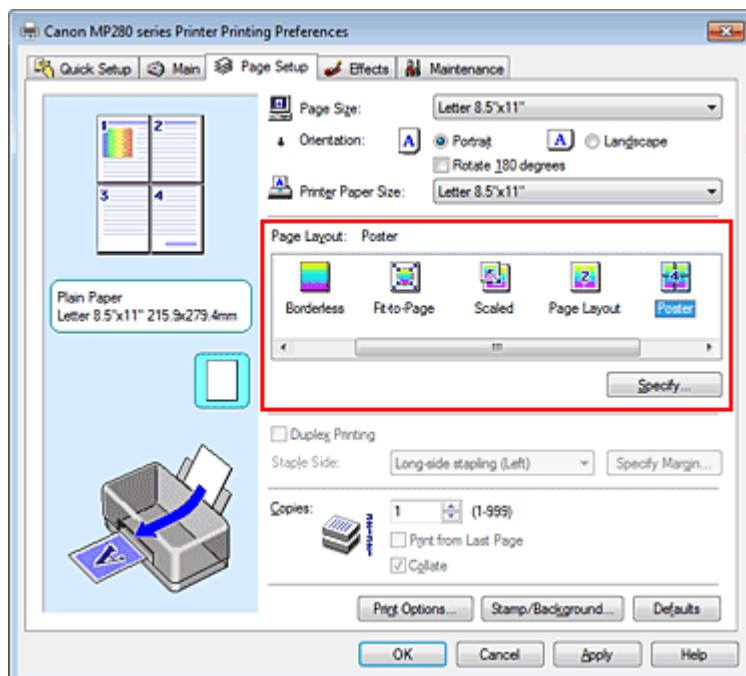 Canon MP280 series Printer Printing Preferences
Quick Setup Main Page Setup Effects Maintenance
1 2
3 4
Plain Paper
Letter 8.5"x11" 215.9x279.4mm
Page Size: Letter 8.5"x11"
Orientation: A Portrait A Landscape
Rotate 180 degrees
Printer Paper Size: Letter 8.5"x11"
Page Layout: Poster
Borderless Fit-to-Page Scaled Page Layout Poster
Specify...
Duplex Printing
Staple Side: Long-side stapling (Left) Specify Margin...
Copies: 1 (1-999)
Print from Last Page
Collate
Print Options... Stamp/Background... Defaults
OK Cancel Apply Help